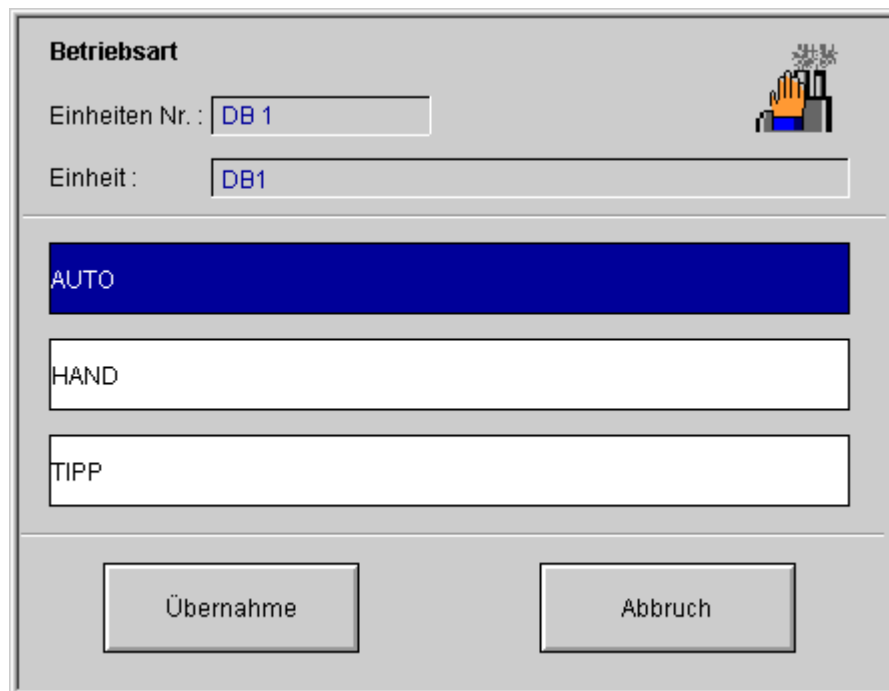 Betriebsart
Einheiten Nr. : DB 1
Einheit : DB1
AUTO
HAND
TIPP
Übernahme Abbruch